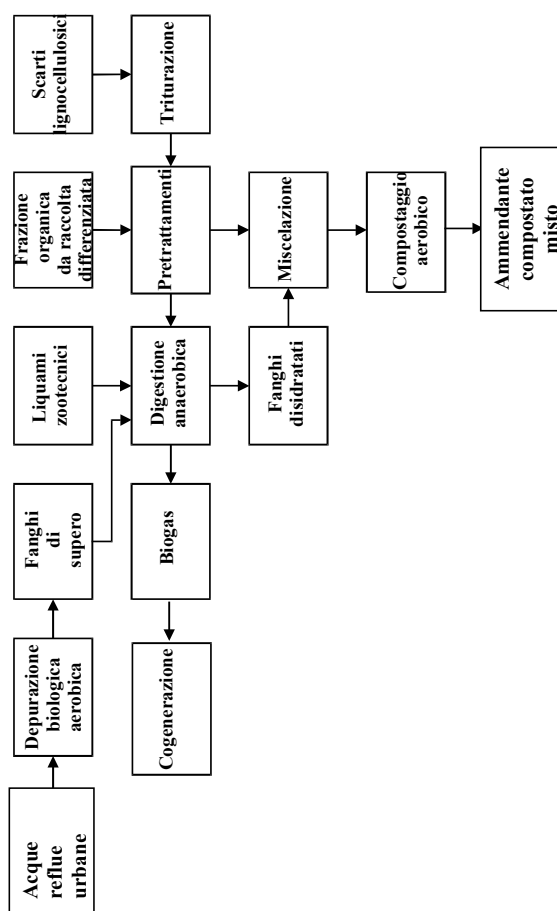 Acque
reflue
urbane
Depurazione
biologica
aerobica
Fanghi
di
supero
Liquami
zootecnici
Frazione
organica
da raccolta
differenziata
Scarti
lignocellulosici
Cogenerazione
Biogas
Digestione
anaerobica
Pretrattamenti
Triturazione
Fanghi
disidratati
Miscelazione
Compostaggio
aerobico
Ammendante
compostato
misto